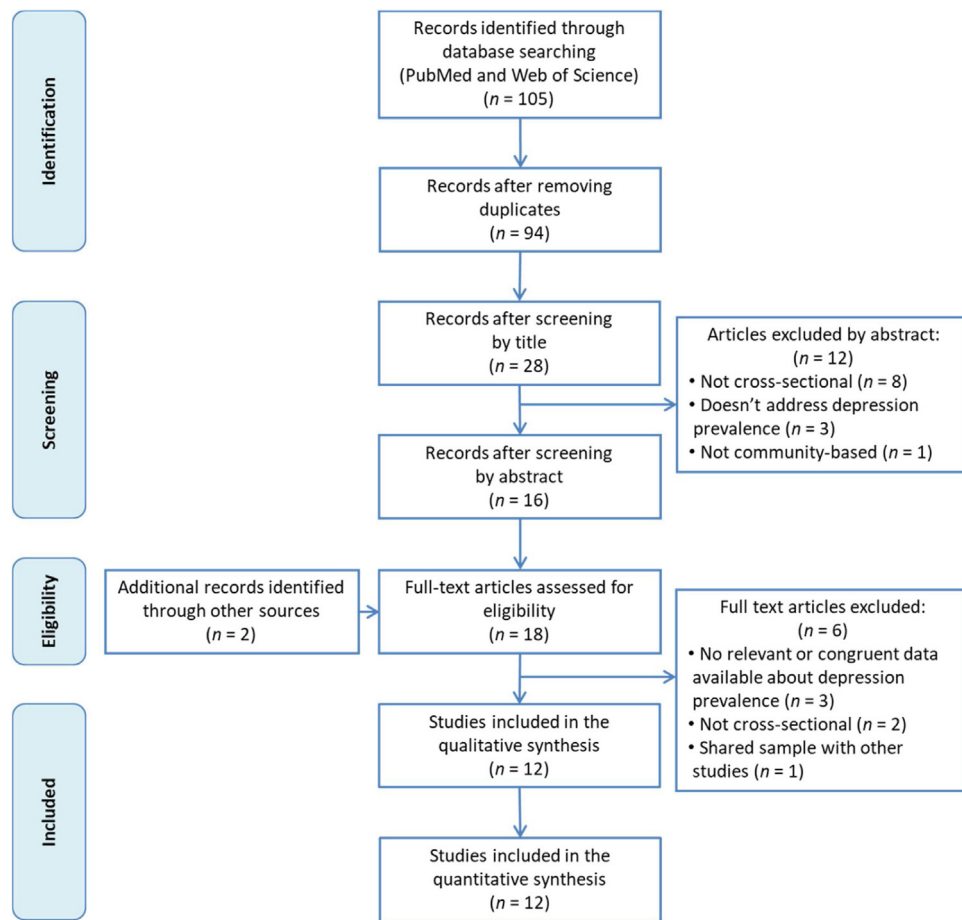 Identification
Records identified through
database searching
(PubMed and Web of Science)
(n = 105)
Records after removing
duplicates
(n = 94)
Screening
Records after screening
by title
(n = 28)
Articles excluded by abstract:
(n = 12)
• Not cross-sectional (n = 8)
• Doesn't address depression
prevalence (n = 3)
• Not community-based (n = 1)
Records after screening
by abstract
(n = 16)
Eligibility
Additional records identified
through other sources
(n = 2)
Full-text articles assessed for
eligibility
(n = 18)
Full text articles excluded:
(n = 6)
• No relevant or congruent data
available about depression
prevalence (n = 3)
• Not cross-sectional (n = 2)
• Shared sample with other
studies (n = 1)
Included
Studies included in the
qualitative synthesis
(n = 12)
Studies included in the
quantitative synthesis
(n = 12)